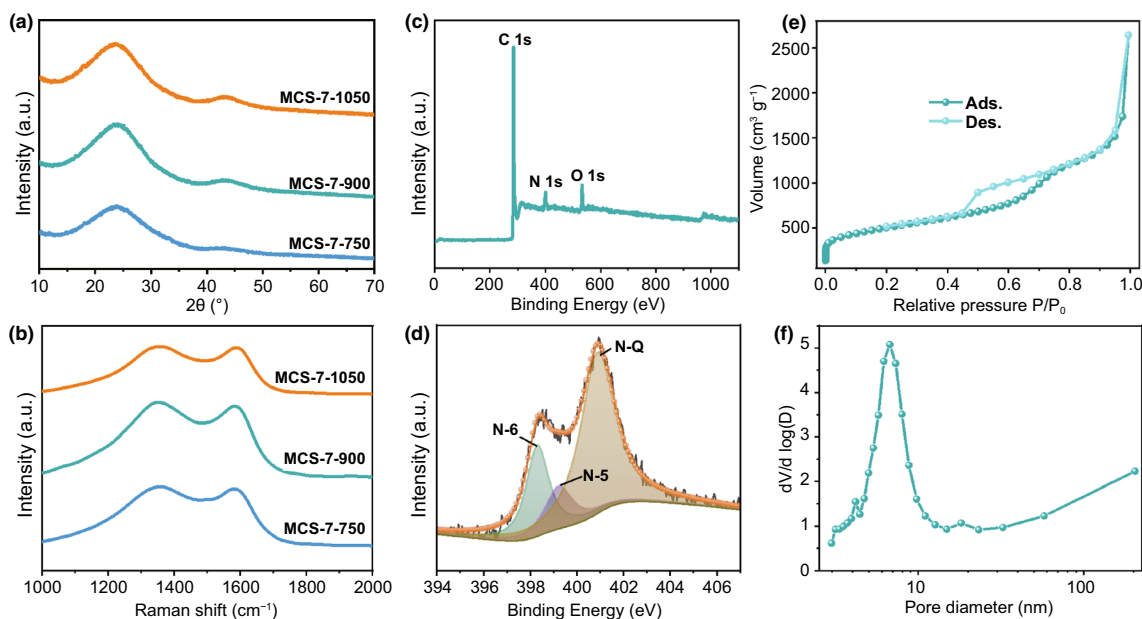 (a)
Intensity (a.u.)
MCS-7-1050
MCS-7-900
MCS-7-750
10 20 30 40 50 60 70
2θ (°)
(b)
Intensity (a.u.)
MCS-7-1050
MCS-7-900
MCS-7-750
1000 1200 1400 1600 1800 2000
Raman shift (cm⁻¹)
(c)
Intensity (a.u.)
C 1s
N 1s
O 1s
0 200 400 600 800 1000
Binding Energy (eV)
(d)
Intensity (a.u.)
N-Q
N-6
N-5
394 396 398 400 402 404 406
Binding Energy (eV)
(e)
Volume (cm³ g⁻¹)
2500
2000
1500
1000
500
Ads.
Des.
0.0 0.2 0.4 0.6 0.8 1.0
Relative pressure P/P₀
(f)
dV/d log(D)
5
4
3
2
1
0
10 100
Pore diameter (nm)